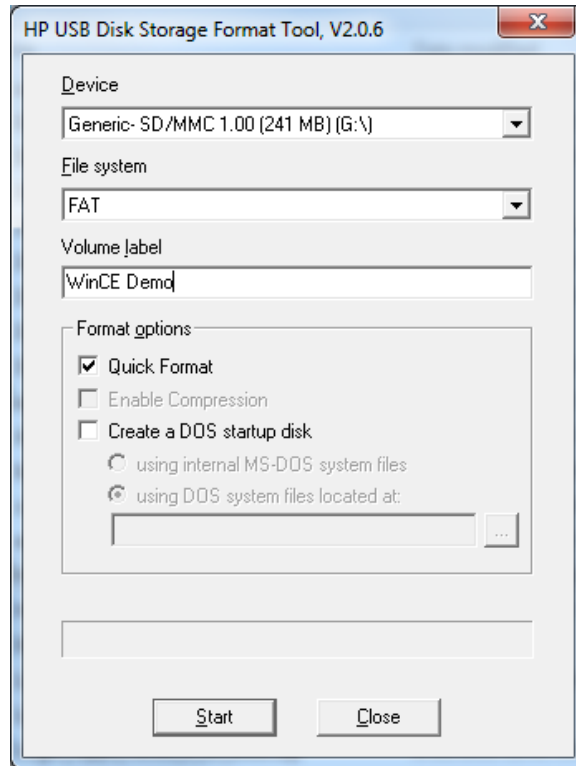 HP USB Disk Storage Format Tool, V2.0.6
Device
Generic- SD/MMC 1.00 (241 MB) (G:\)
File system
FAT
Volume label
WinCE Demo
Format options
Quick Format
Enable Compression
Create a DOS startup disk
using internal MS-DOS system files
using DOS system files located at:
...
Start
Close